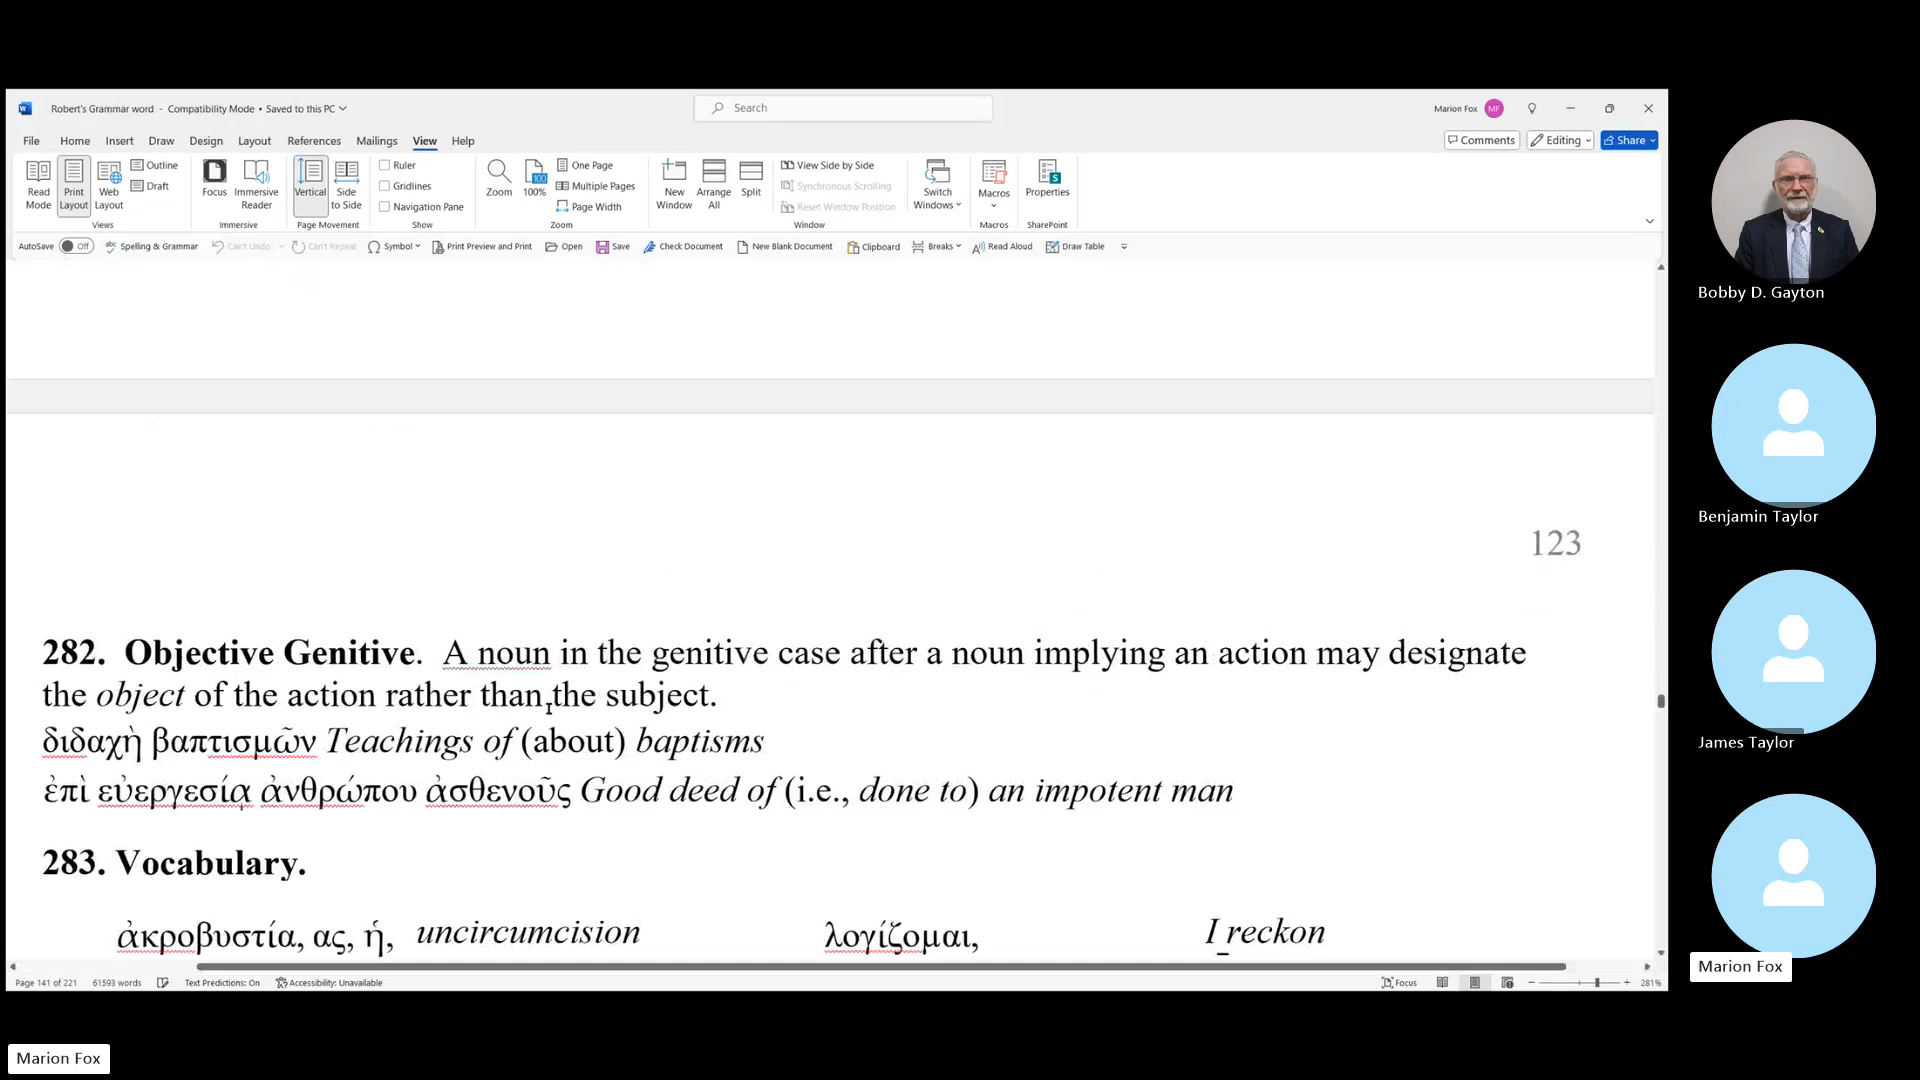 Robert's Grammar word - Compatibility Mode • Saved to this PC
Search
Marion Fox MF
File Home Insert Draw Design Layout References Mailings View Help
Comments Editing Share
Read Mode
Print Layout
Web Layout
Outline
Draft
Views
Focus
Immersive Reader
Immersive
Vertical
Side to Side
Page Movement
Ruler
Gridlines
Navigation Pane
Show
Zoom
100
100%
One Page
Multiple Pages
Page Width
Zoom
New Window
Arrange All
Split
View Side by Side
Synchronous Scrolling
Reset Window Position
Window
Switch Windows
Macros
Macros
Properties
SharePoint
AutoSave Off Spelling & Grammar Can't Undo Can't Repeat Symbol Print Preview and Print Open Save Check Document New Blank Document Clipboard Breaks Read Aloud Draw Table
123
282. Objective Genitive. A noun in the genitive case after a noun implying an action may designate
the object of the action rather than the subject.
διδαχὴ βαπτισμῶν Teachings of (about) baptisms
ἐπὶ εὐεργεσίᾳ ἀνθρώπου ἀσθενοῦς Good deed of (i.e., done to) an impotent man
283. Vocabulary.
ἀκροβυστία, ας, ἡ, uncircumcision λογίζομαι, I reckon
Page 141 of 221 61593 words Text Predictions: On Accessibility: Unavailable Focus 281%
Bobby D. Gayton
Benjamin Taylor
James Taylor
Marion Fox
Marion Fox